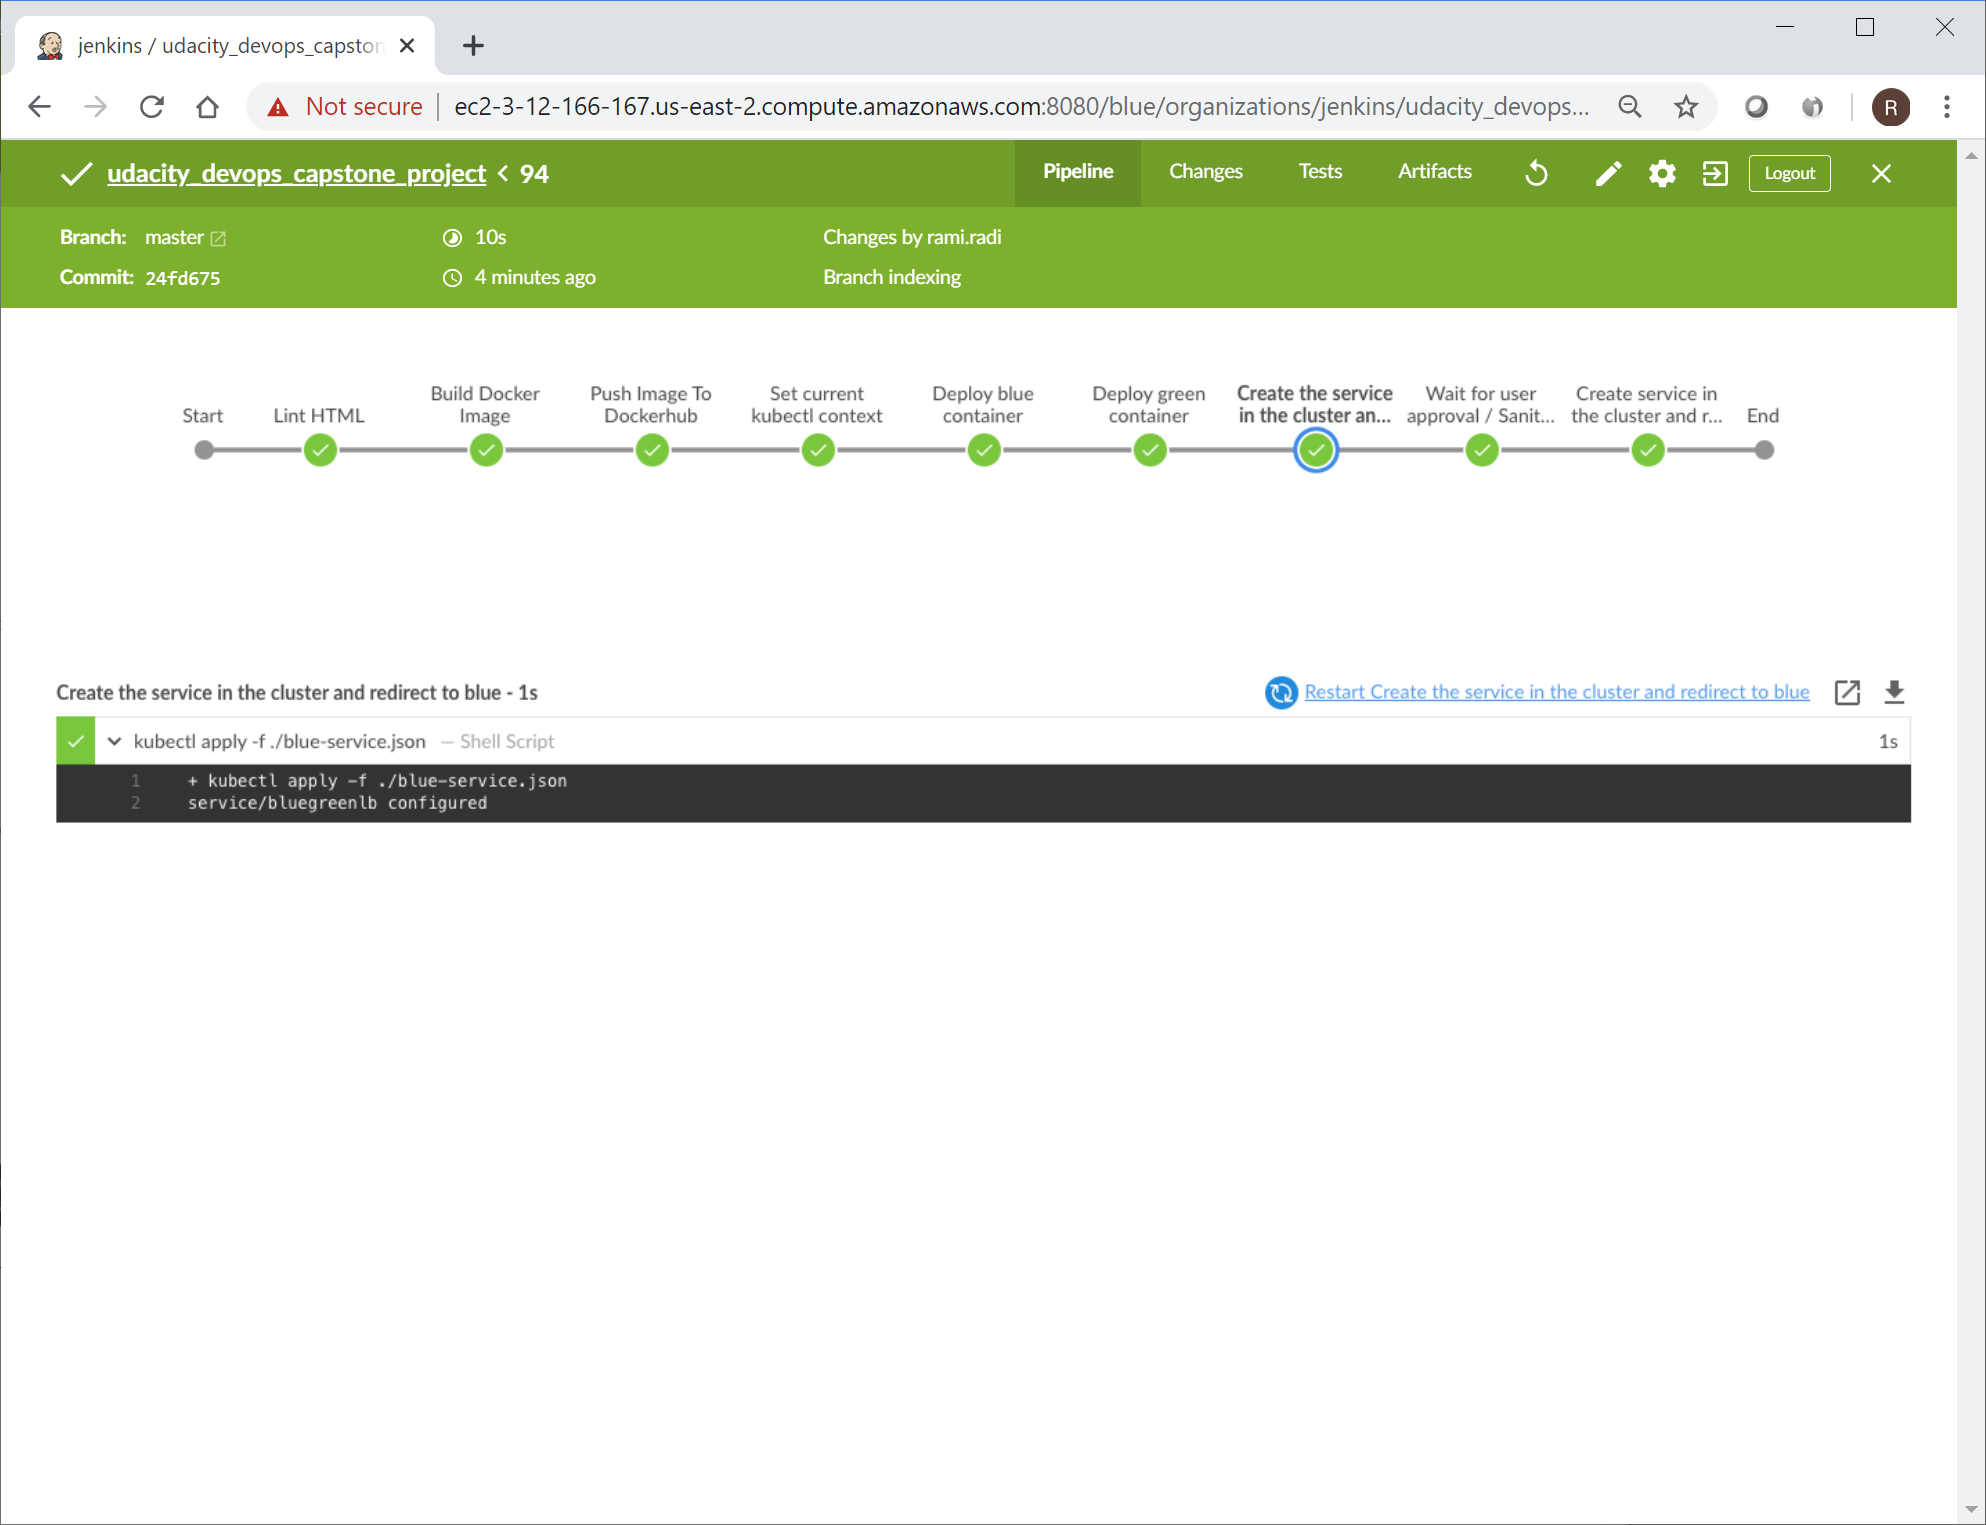 jenkins / udacity_devops_capston
Not secure
ec2-3-12-166-167.us-east-2.compute.amazonaws.com:8080/blue/organizations/jenkins/udacity_devops...
R
udacity_devops_capstone_project < 94
Pipeline
Changes
Tests
Artifacts
Logout
Branch: master
10s
Changes by rami.radi
Commit: 24fd675
4 minutes ago
Branch indexing
Start
Lint HTML
Build Docker
Image
Push Image To
Dockerhub
Set current
kubectl context
Deploy blue
container
Deploy green
container
Create the service
in the cluster an...
Wait for user
approval / Sanit...
Create service in
the cluster and r...
End
Create the service in the cluster and redirect to blue - 1s
Restart Create the service in the cluster and redirect to blue
kubectl apply -f ./blue-service.json — Shell Script
1s
1 + kubectl apply -f ./blue-service.json
2 service/bluegreenlb configured